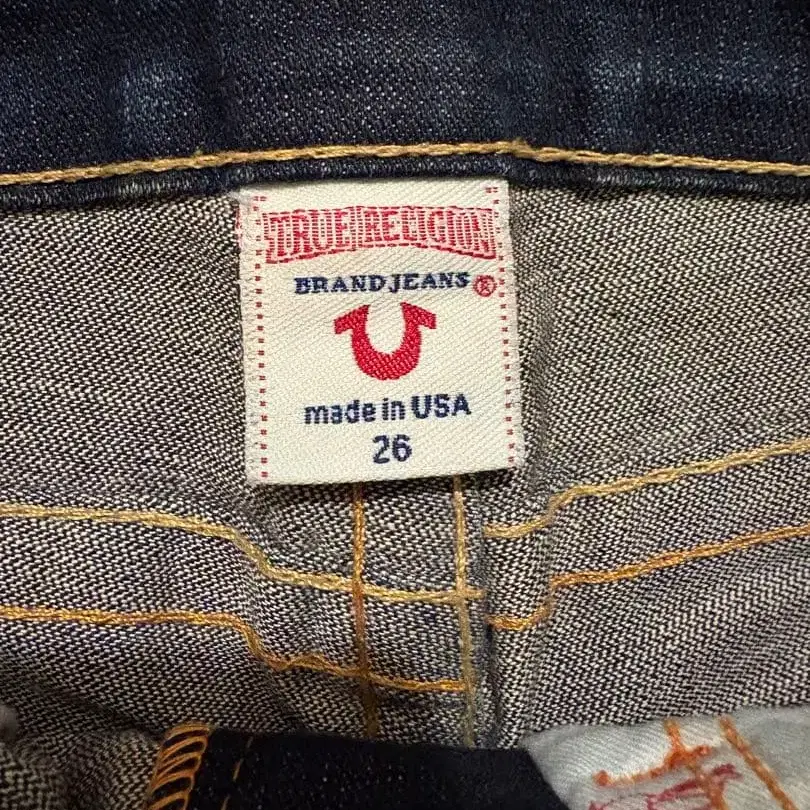 TRUE RELIGION
BRAND JEANS ®
made in USA
26